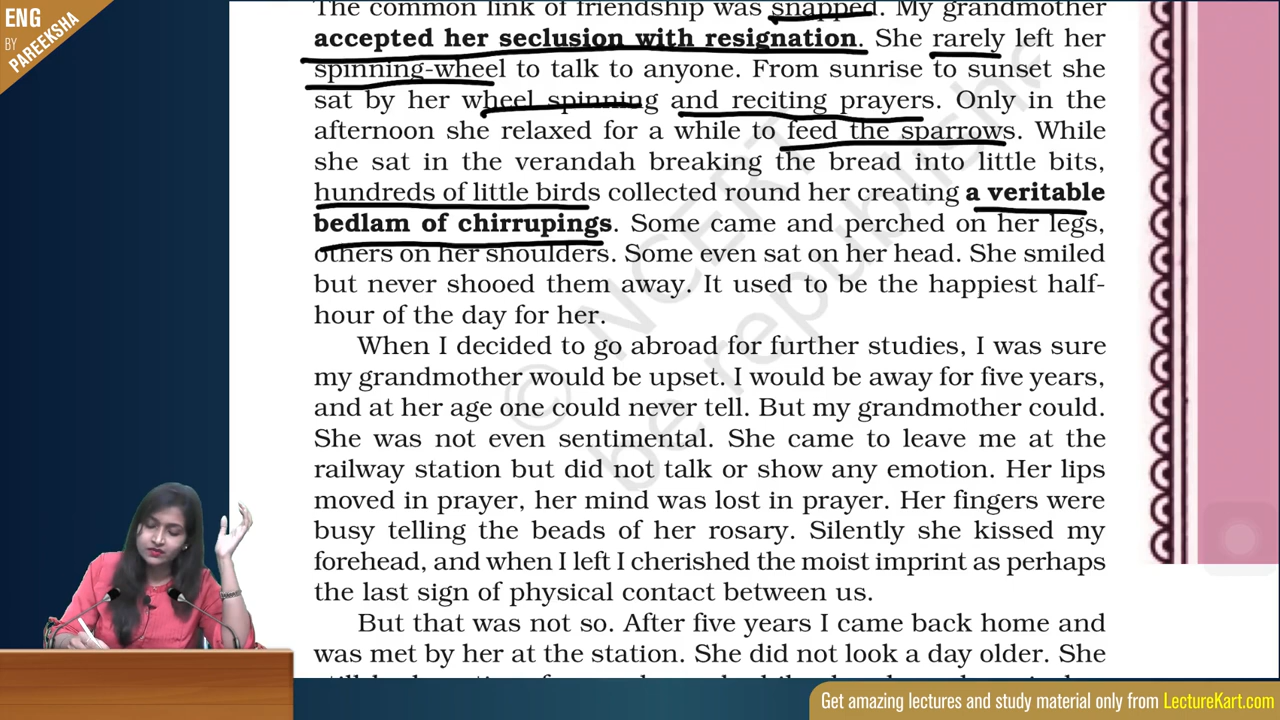 ENG
BY
PAREEKSHA
The common link of friendship was snapped. My grandmother
accepted her seclusion with resignation. She rarely left her
spinning-wheel to talk to anyone. From sunrise to sunset she
sat by her wheel spinning and reciting prayers. Only in the
afternoon she relaxed for a while to feed the sparrows. While
she sat in the verandah breaking the bread into little bits,
hundreds of little birds collected round her creating a veritable
bedlam of chirrupings. Some came and perched on her legs,
others on her shoulders. Some even sat on her head. She smiled
but never shooed them away. It used to be the happiest half-
hour of the day for her.
When I decided to go abroad for further studies, I was sure
my grandmother would be upset. I would be away for five years,
and at her age one could never tell. But my grandmother could.
She was not even sentimental. She came to leave me at the
railway station but did not talk or show any emotion. Her lips
moved in prayer, her mind was lost in prayer. Her fingers were
busy telling the beads of her rosary. Silently she kissed my
forehead, and when I left I cherished the moist imprint as perhaps
the last sign of physical contact between us.
But that was not so. After five years I came back home and
was met by her at the station. She did not look a day older. She
© NCERT
be republished
Get amazing lectures and study material only from LectureKart.com